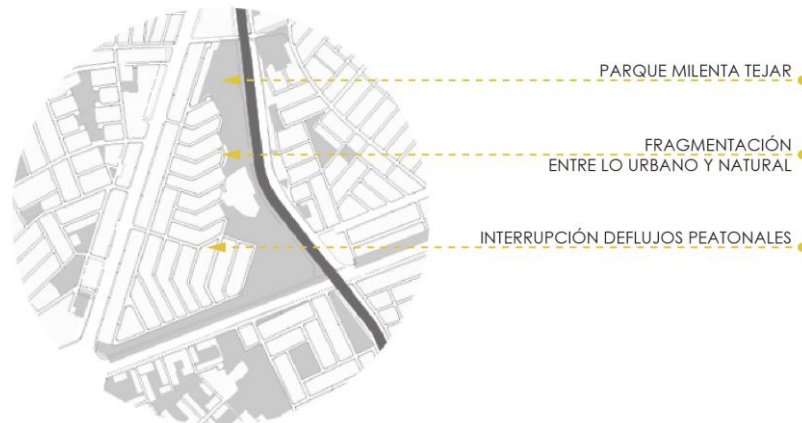 PARQUE MILENTA TEJAR
FRAGMENTACIÓN
ENTRE LO URBANO Y NATURAL
INTERRUPCIÓN DEFLUJOS PEATONALES